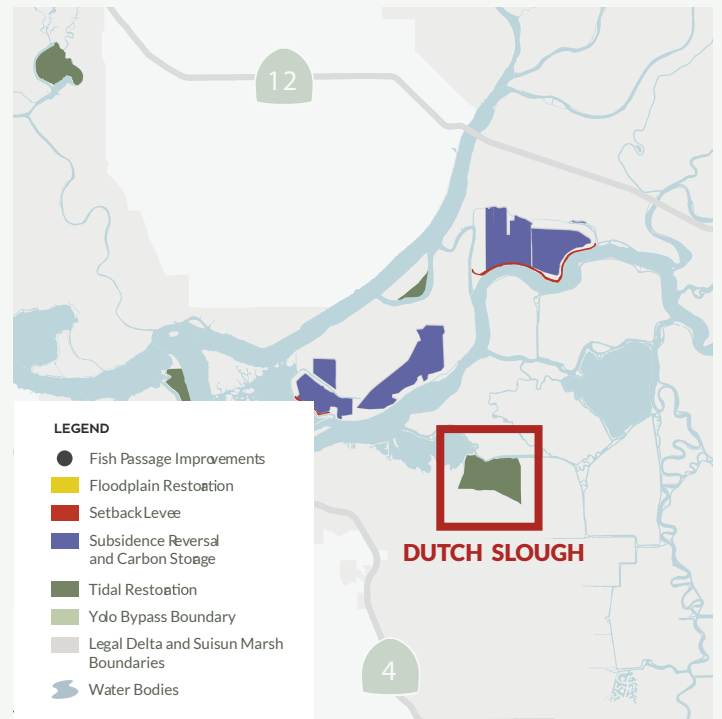 12
DUTCH SLOUGH
LEGEND
Fish Passage Improvements
Floodplain Restoration
Setback Levee
Subsidence Reversal
and Carbon Storage
Tidal Restoration
Yolo Bypass Boundary
Legal Delta and Suisun Marsh
Boundaries
Water Bodies
4